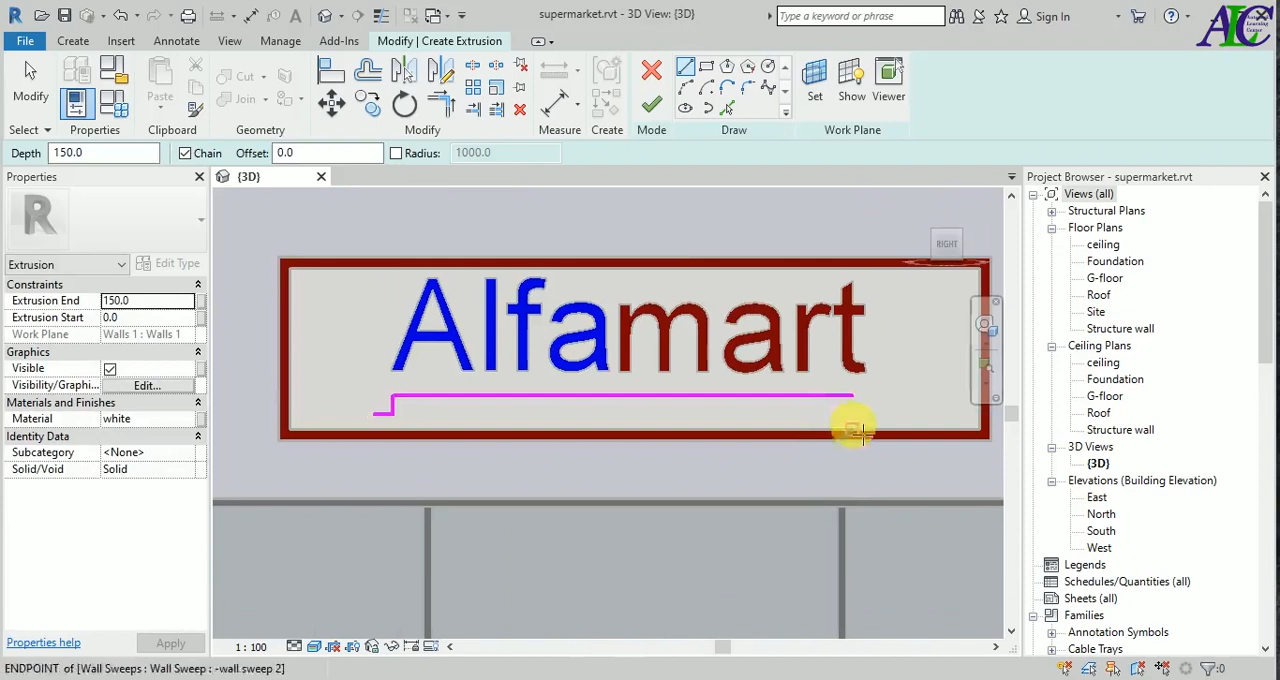 supermarket.rvt - 3D View: {3D}
Type a keyword or phrase
Sign In
ALC
File
Create
Insert
Annotate
View
Manage
Add-Ins
Modify | Create Extrusion
Modify
Cut
Join
Paste
Set
Show
Viewer
Create
Select
Properties
Clipboard
Geometry
Modify
Measure
Create
Mode
Draw
Work Plane
Depth 150.0
Chain
Offset: 0.0
Radius: 1000.0
Properties
R
Extrusion
Edit Type
Constraints
Extrusion End 150.0
Extrusion Start 0.0
Work Plane Walls 1 : Walls 1
Graphics
Visible
Visibility/Graphi... Edit...
Materials and Finishes
Material white
Identity Data
Subcategory <None>
Solid/Void Solid
Properties help
Apply
{3D}
RIGHT
Alfamart
1 : 100
Project Browser - supermarket.rvt
Views (all)
Structural Plans
Floor Plans
ceiling
Foundation
G-floor
Roof
Site
Structure wall
Ceiling Plans
ceiling
Foundation
G-floor
Roof
Structure wall
3D Views
{3D}
Elevations (Building Elevation)
East
North
South
West
Legends
Schedules/Quantities (all)
Sheets (all)
Families
Annotation Symbols
Cable Trays
ENDPOINT of [Wall Sweeps : Wall Sweep : -wall sweep 2]
:0